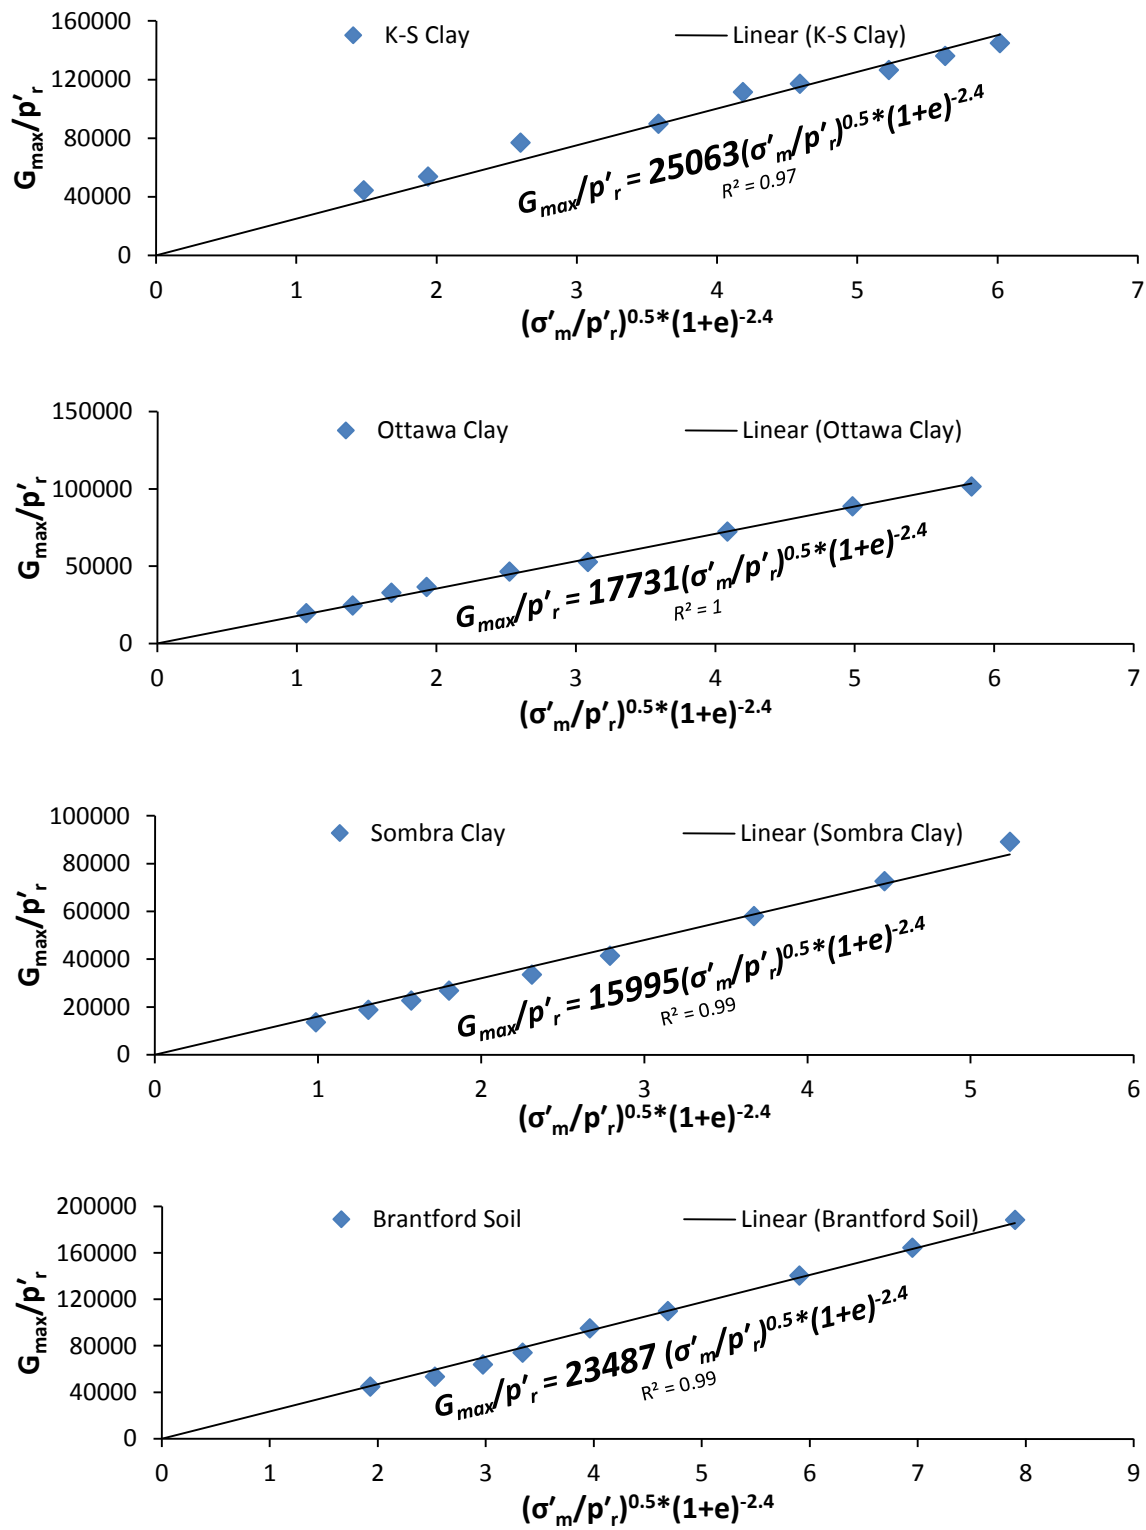 160000
K-S Clay
Linear (K-S Clay)
120000
80000
40000
0
Gmax/p'r
Gmax/p'r = 25063(σ'm/p'r)^0.5*(1+e)^-2.4
R² = 0.97
0 1 2 3 4 5 6 7
(σ'm/p'r)^0.5*(1+e)^-2.4
150000
Ottawa Clay
Linear (Ottawa Clay)
100000
50000
0
Gmax/p'r
Gmax/p'r = 17731(σ'm/p'r)^0.5*(1+e)^-2.4
R² = 1
0 1 2 3 4 5 6 7
(σ'm/p'r)^0.5*(1+e)^-2.4
100000
Sombra Clay
Linear (Sombra Clay)
80000
60000
40000
20000
0
Gmax/p'r
Gmax/p'r = 15995(σ'm/p'r)^0.5*(1+e)^-2.4
R² = 0.99
0 1 2 3 4 5 6
(σ'm/p'r)^0.5*(1+e)^-2.4
200000
Brantford Soil
Linear (Brantford Soil)
160000
120000
80000
40000
0
Gmax/p'r
Gmax/p'r = 23487 (σ'm/p'r)^0.5*(1+e)^-2.4
R² = 0.99
0 1 2 3 4 5 6 7 8 9
(σ'm/p'r)^0.5*(1+e)^-2.4